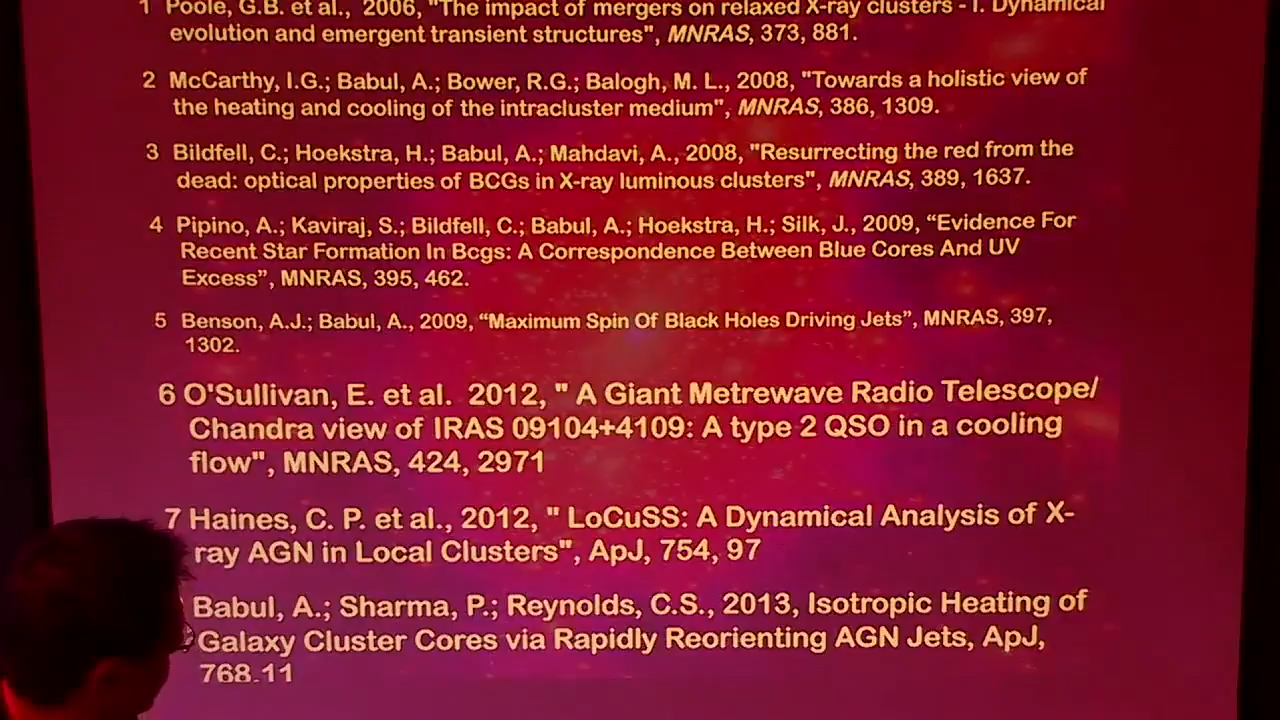 1 Poole, G.B. et al., 2006, "The impact of mergers on relaxed X-ray clusters - I. Dynamical
evolution and emergent transient structures", MNRAS, 373, 881.
2 McCarthy, I.G.; Babul, A.; Bower, R.G.; Balogh, M. L., 2008, "Towards a holistic view of
the heating and cooling of the intracluster medium", MNRAS, 386, 1309.
3 Bildfell, C.; Hoekstra, H.; Babul, A.; Mahdavi, A., 2008, "Resurrecting the red from the
dead: optical properties of BCGs in X-ray luminous clusters", MNRAS, 389, 1637.
4 Pipino, A.; Kaviraj, S.; Bildfell, C.; Babul, A.; Hoekstra, H.; Silk, J., 2009, “Evidence For
Recent Star Formation In Bcgs: A Correspondence Between Blue Cores And UV
Excess”, MNRAS, 395, 462.
5 Benson, A.J.; Babul, A., 2009, “Maximum Spin Of Black Holes Driving Jets”, MNRAS, 397,
1302.
6 O'Sullivan, E. et al. 2012, " A Giant Metrewave Radio Telescope/
Chandra view of IRAS 09104+4109: A type 2 QSO in a cooling
flow", MNRAS, 424, 2971
7 Haines, C. P. et al., 2012, " LoCuSS: A Dynamical Analysis of X-
ray AGN in Local Clusters", ApJ, 754, 97
Babul, A.; Sharma, P.; Reynolds, C.S., 2013, Isotropic Heating of
Galaxy Cluster Cores via Rapidly Reorienting AGN Jets, ApJ,
768.11